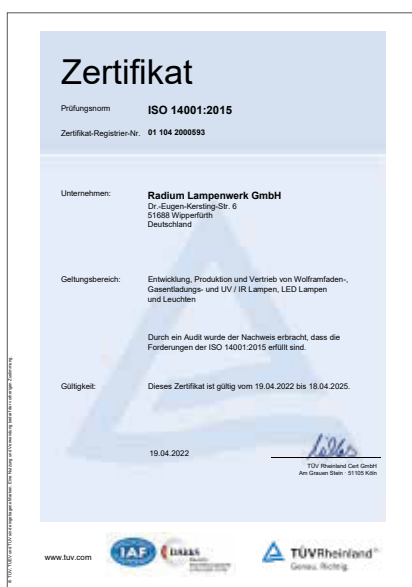 Zertifikat
Prüfungsnorm ISO 14001:2015
Zertifikat-Registrier-Nr. 01 104 2000593
Unternehmen: Radium Lampenwerk GmbH
Dr.-Eugen-Kersting-Str. 6
51688 Wipperfürth
Deutschland
Geltungsbereich: Entwicklung, Produktion und Vertrieb von Wolframfaden-,
Gasentladungs- und UV / IR Lampen, LED Lampen
und Leuchten
Durch ein Audit wurde der Nachweis erbracht, dass die
Forderungen der ISO 14001:2015 erfüllt sind.
Gültigkeit: Dieses Zertifikat ist gültig vom 19.04.2022 bis 18.04.2025.
19.04.2022
TÜV Rheinland Cert GmbH
Am Grauen Stein · 51105 Köln
www.tuv.com
IAF
DAkkS
TÜVRheinland®
Genau. Richtig.